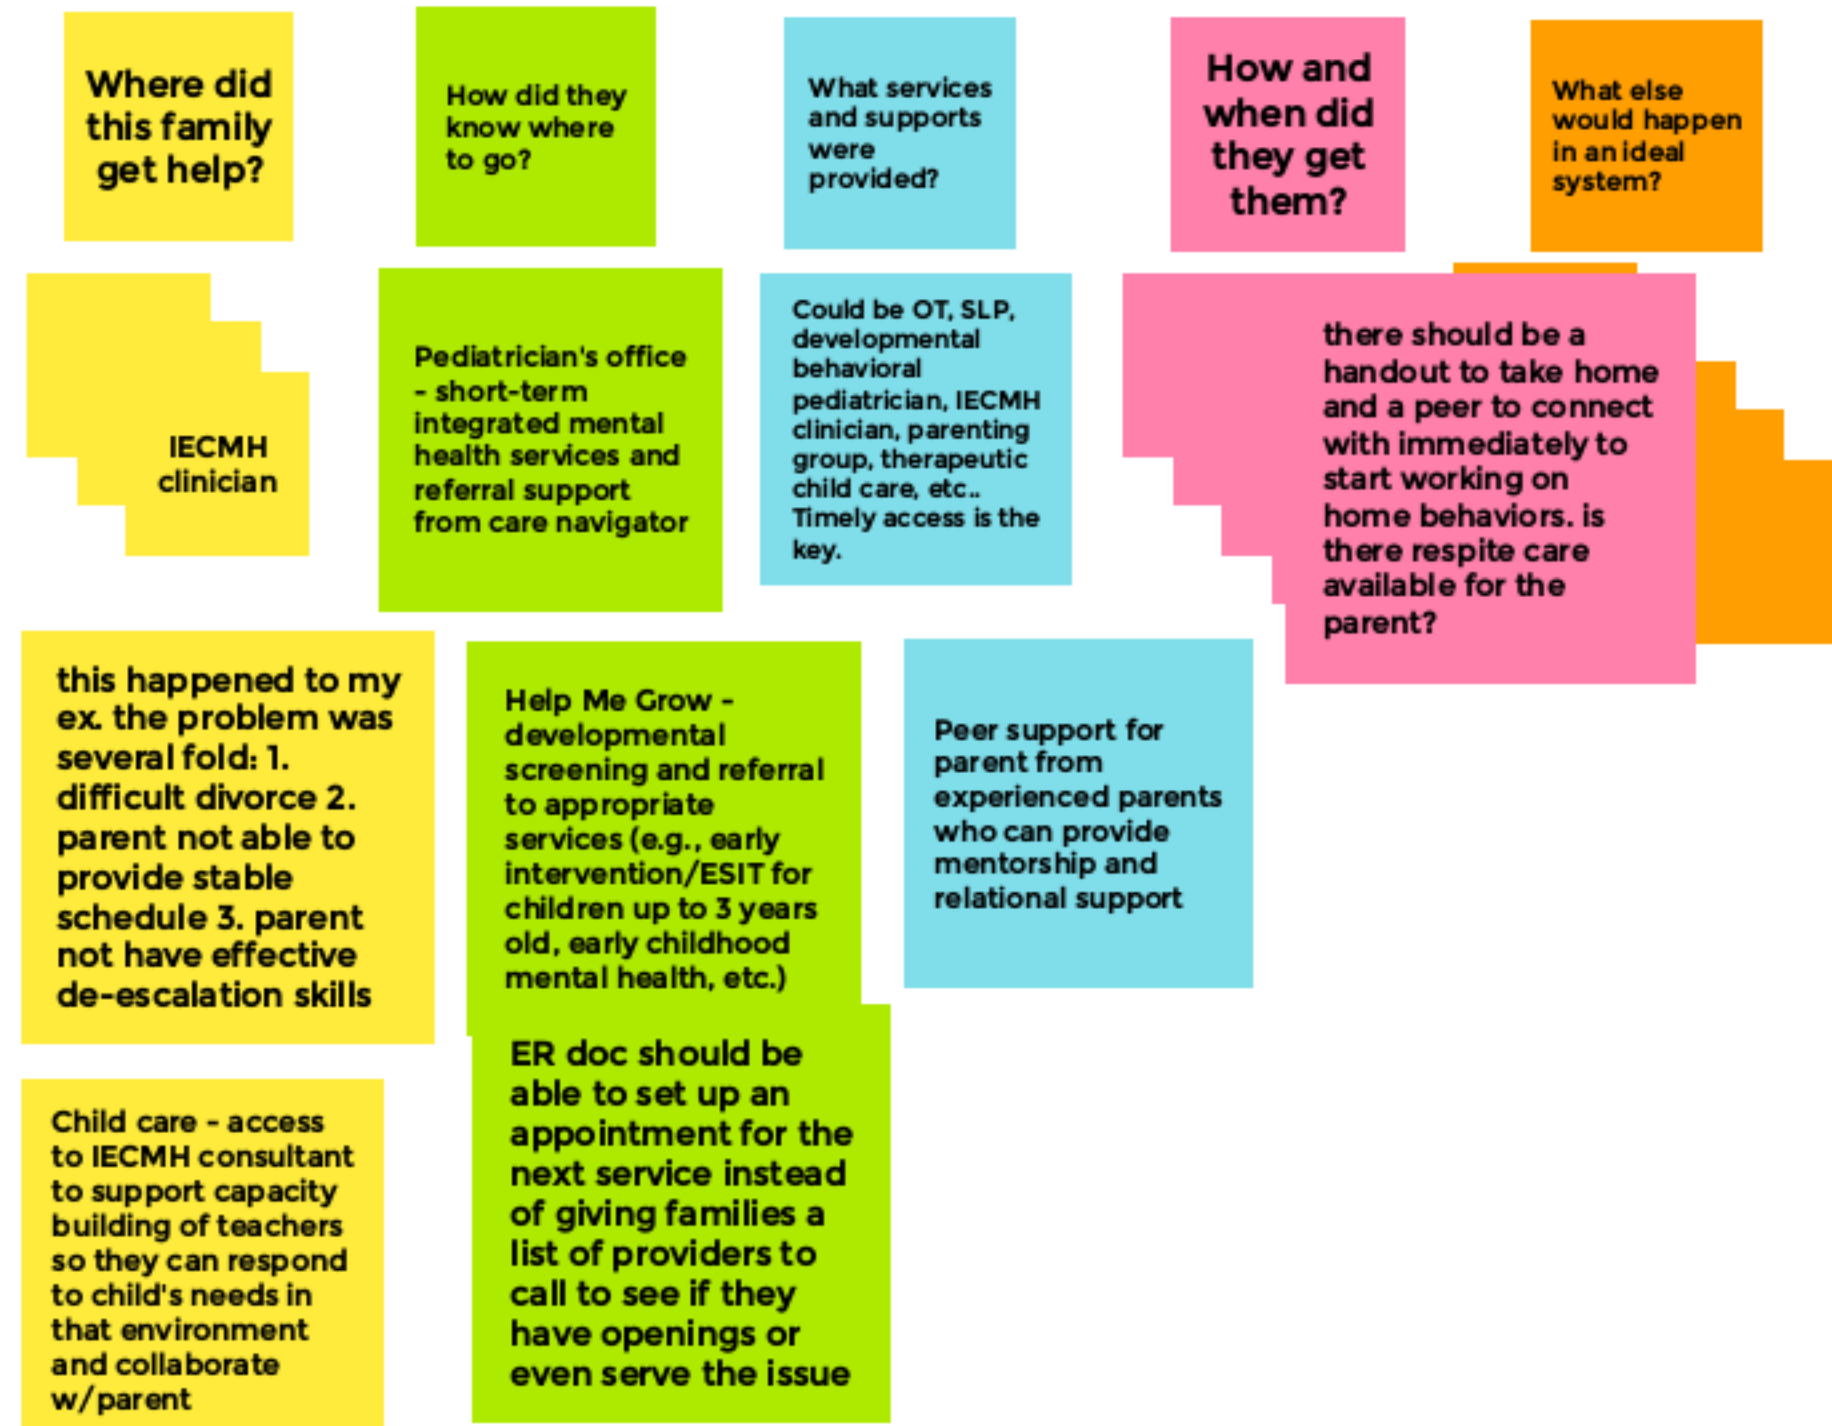 Where did
this family
get help?
How did they
know where
to go?
What services
and supports
were
provided?
How and
when did
they get
them?
What else
would happen
in an ideal
system?
IECMH
clinician
Pediatrician's office
- short-term
integrated mental
health services and
referral support
from care navigator
Could be OT, SLP,
developmental
behavioral
pediatrician, IECMH
clinician, parenting
group, therapeutic
child care, etc..
Timely access is the
key.
there should be a
handout to take home
and a peer to connect
with immediately to
start working on
home behaviors. is
there respite care
available for the
parent?
this happened to my
ex. the problem was
several fold: 1.
difficult divorce 2.
parent not able to
provide stable
schedule 3. parent
not have effective
de-escalation skills
Help Me Grow -
developmental
screening and referral
to appropriate
services (e.g., early
intervention/ESIT for
children up to 3 years
old, early childhood
mental health, etc.)
Peer support for
parent from
experienced parents
who can provide
mentorship and
relational support
Child care - access
to IECMH consultant
to support capacity
building of teachers
so they can respond
to child's needs in
that environment
and collaborate
w/parent
ER doc should be
able to set up an
appointment for the
next service instead
of giving families a
list of providers to
call to see if they
have openings or
even serve the issue